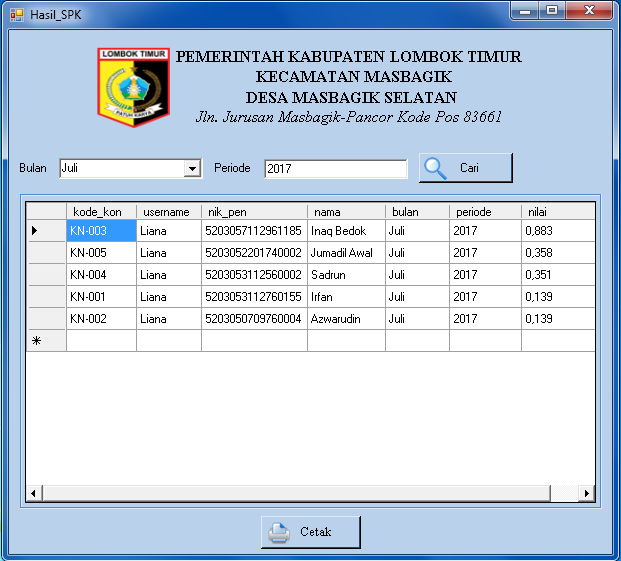 Hasil_SPK
LOMBOK TIMUR
PATUH KARYA
PEMERINTAH KABUPATEN LOMBOK TIMUR
KECAMATAN MASBAGIK
DESA MASBAGIK SELATAN
Jln. Jurusan Masbagik-Pancor Kode Pos 83661
Bulan Juli Periode 2017 Cari
kode_kon username nik_pen nama bulan periode nilai
KN-003 Liana 5203057112961185 Inaq Bedok Juli 2017 0,883
KN-005 Liana 5203052201740002 Jumadil Awal Juli 2017 0,358
KN-004 Liana 5203053112560002 Sadrun Juli 2017 0,351
KN-001 Liana 5203053112760155 Irfan Juli 2017 0,139
KN-002 Liana 5203050709760004 Azwarudin Juli 2017 0,139
Cetak